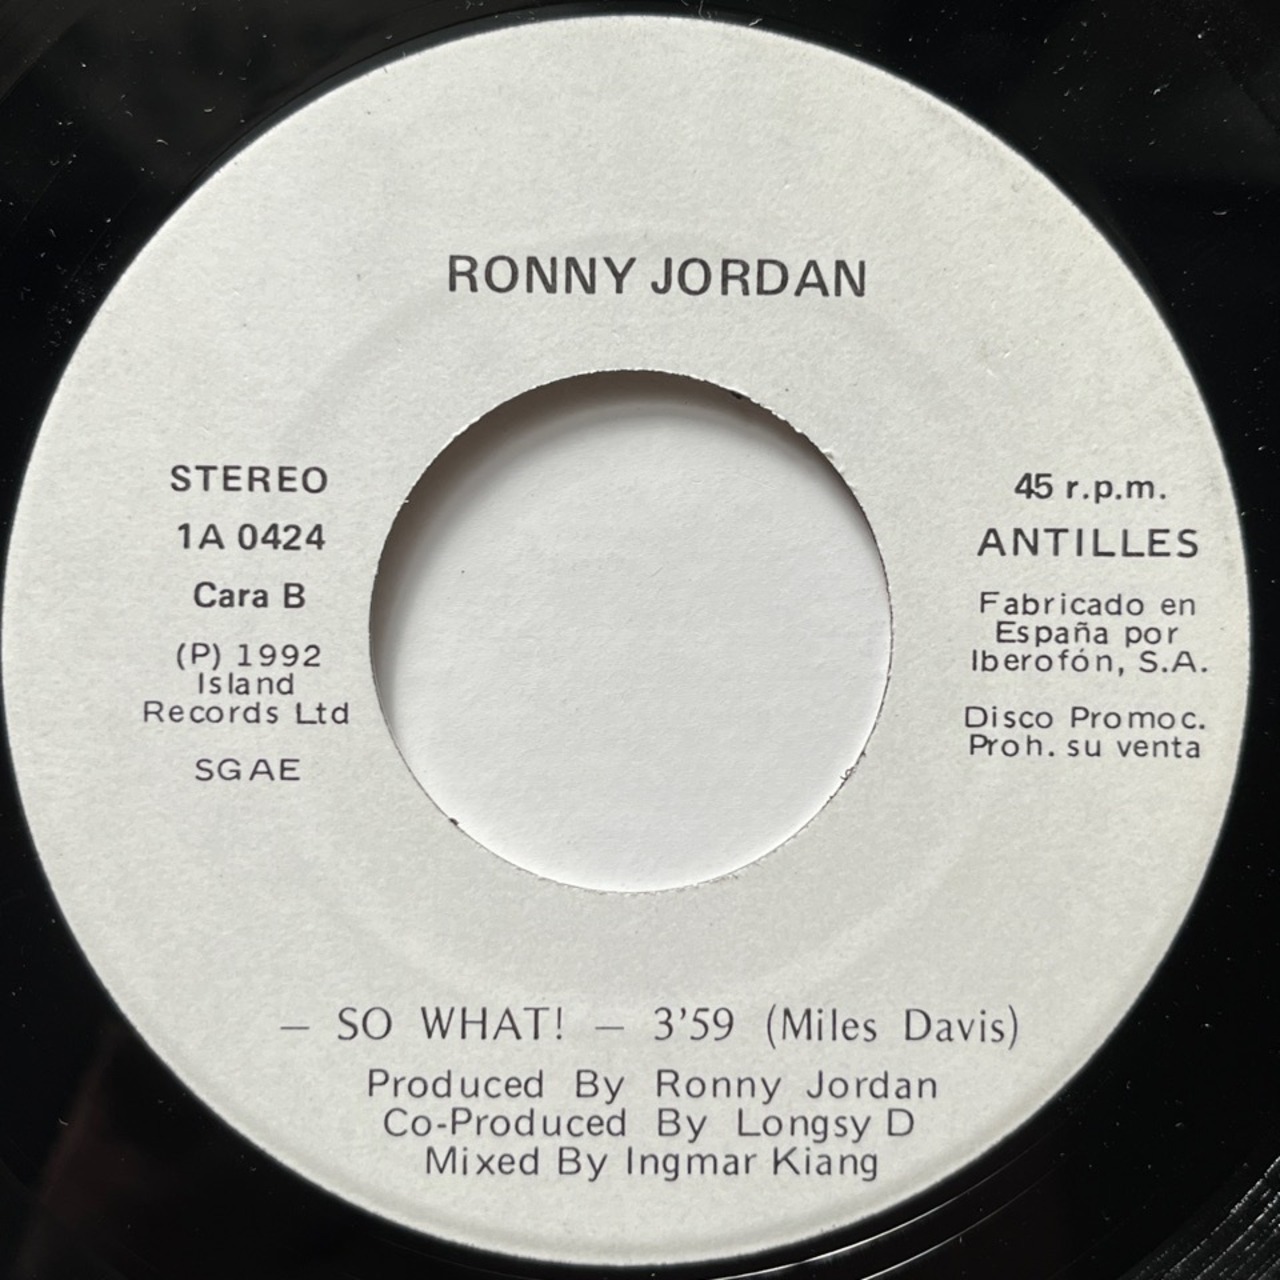 RONNY JORDAN
STEREO
1A 0424
Cara B
(P) 1992
Island
Records Ltd
SGAE
45 r.p.m.
ANTILLES
Fabricado en
España por
Iberofón, S.A.
Disco Promoc.
Proh. su venta
— SO WHAT! — 3'59 (Miles Davis)
Produced By Ronny Jordan
Co-Produced By Longsy D
Mixed By Ingmar Kiang